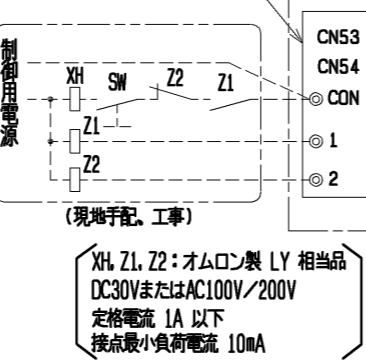 制御用電源
CN53
CN54
XH SW Z2 Z1 CON
Z1 1
Z2 2
(現地手配、工事)
XH, Z1, Z2:オムロン製 LY 相当品
DC30VまたはAC100V/200V
定格電流 1A 以下
接点最小負荷電流 10mA